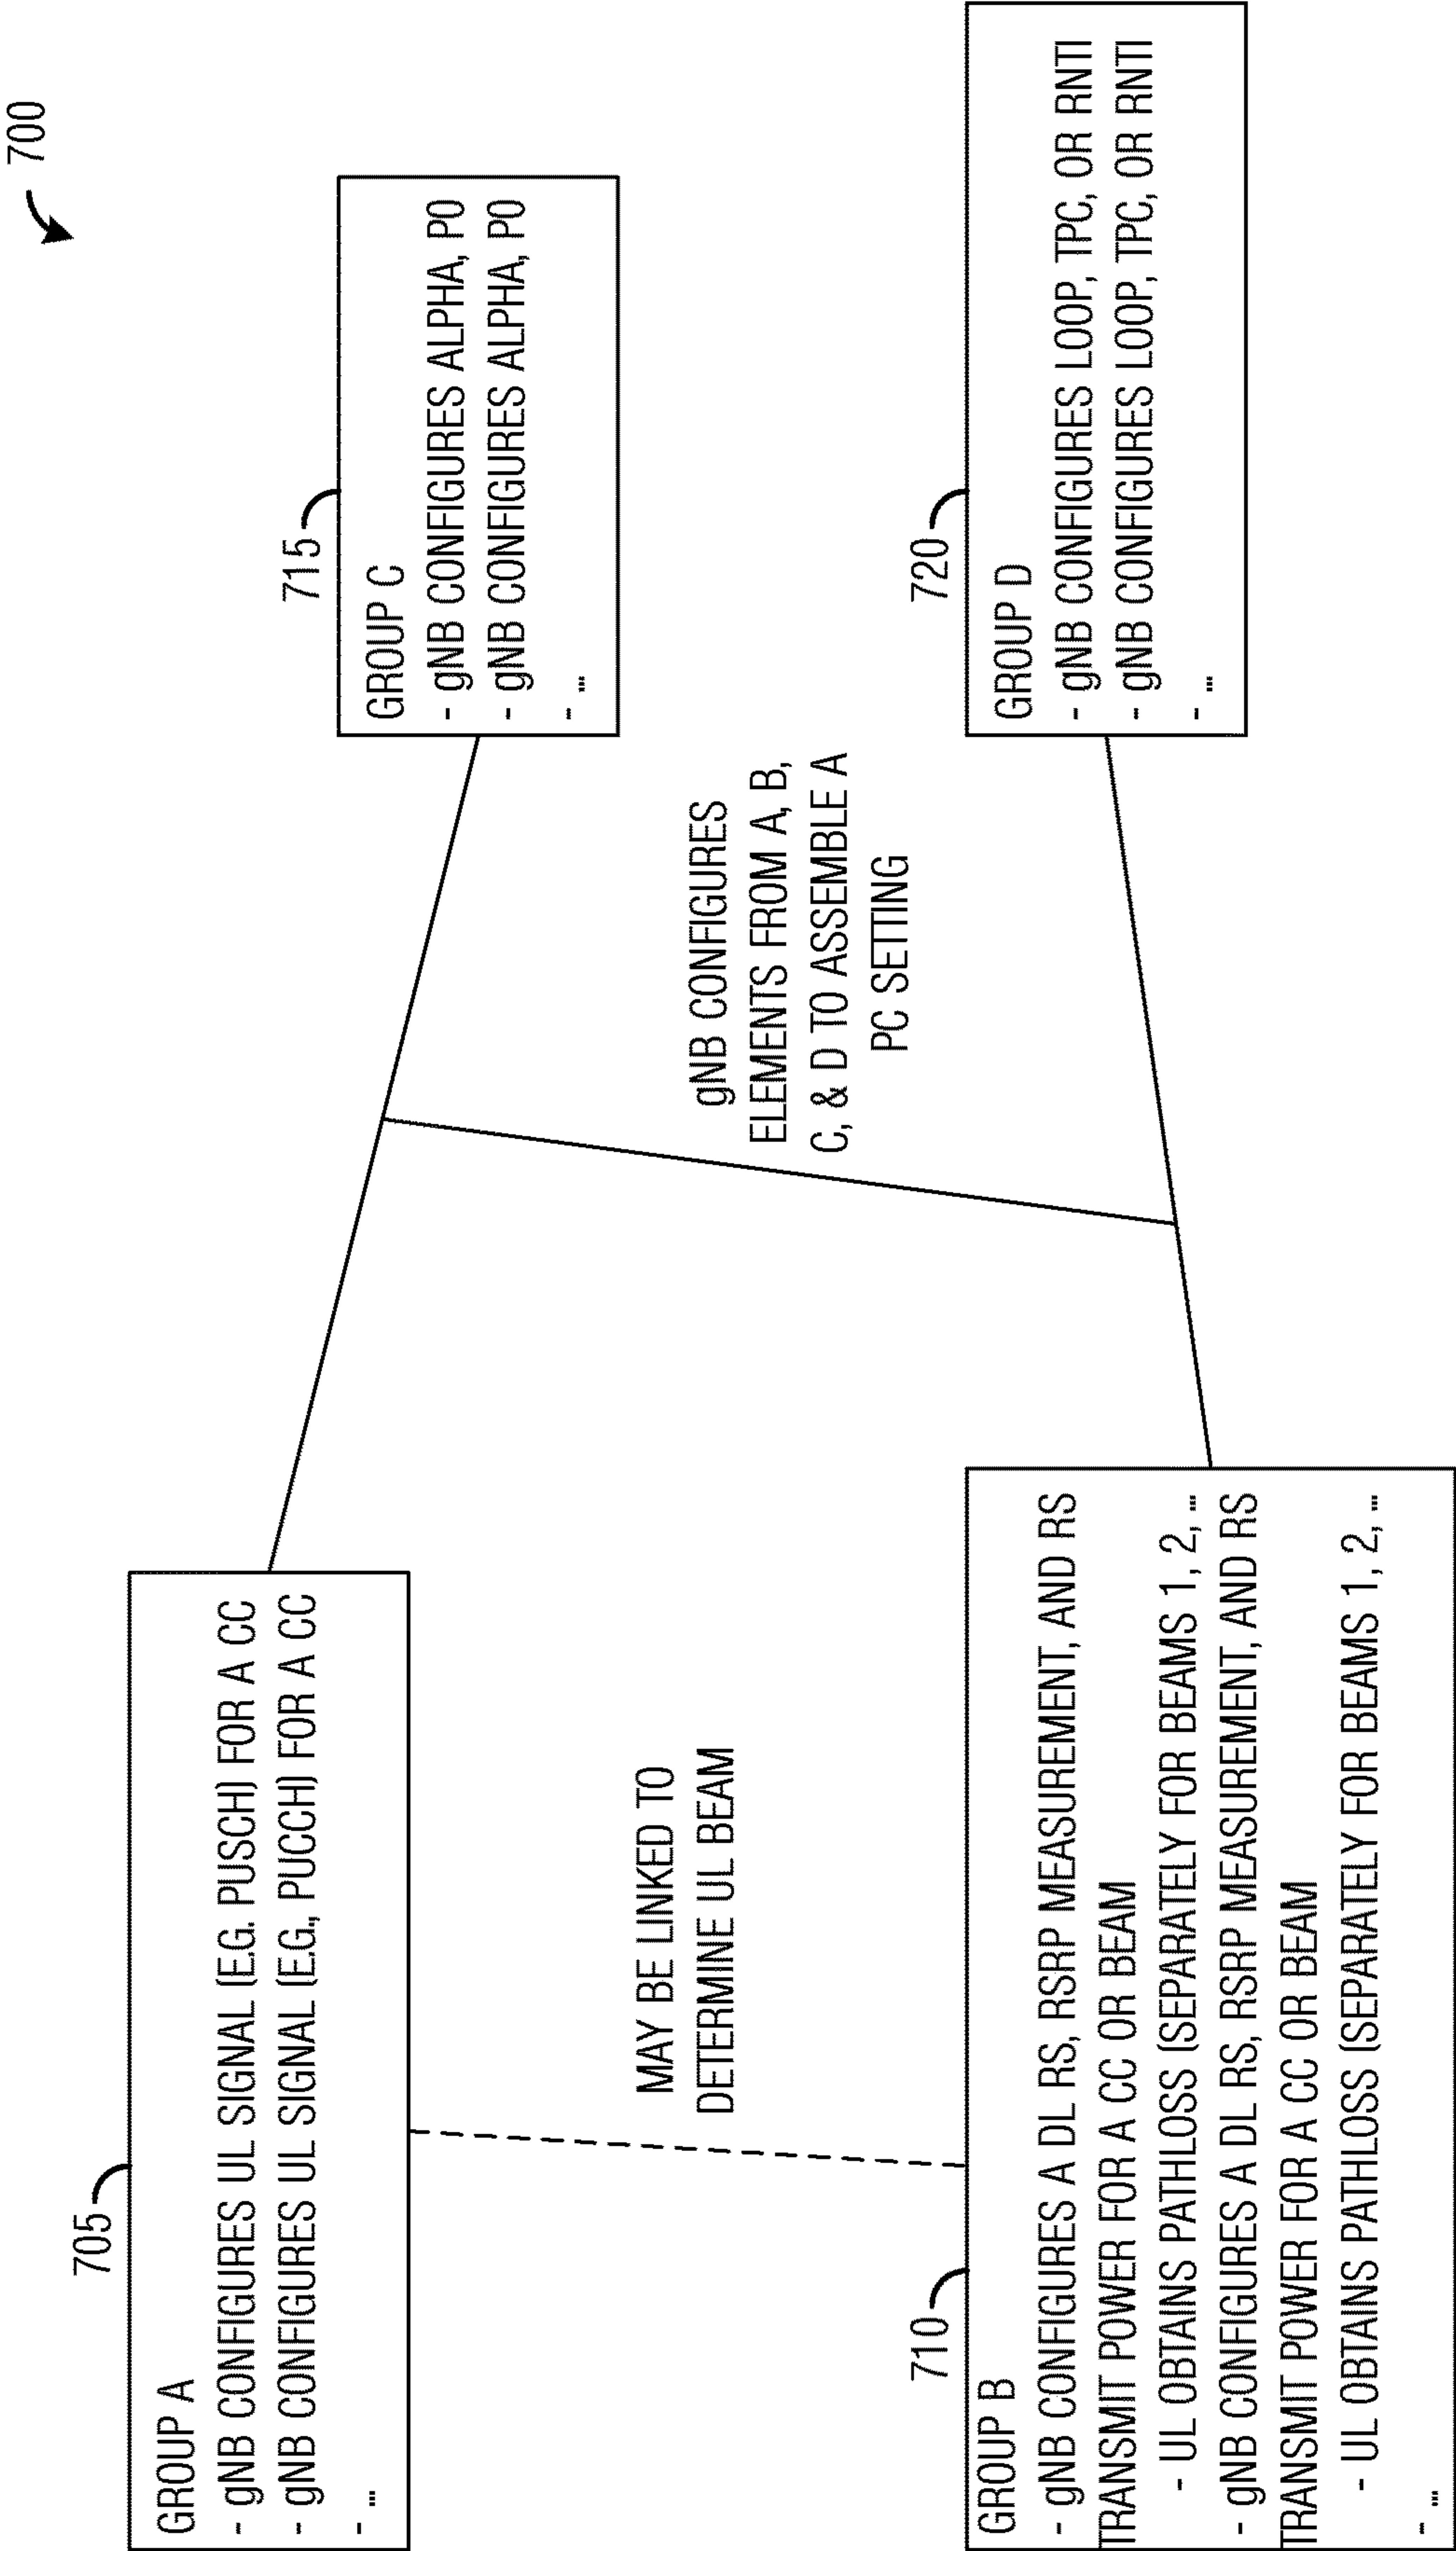 700
705
GROUP A
- gNB CONFIGURES UL SIGNAL (E.G. PUSCH) FOR A CC
- gNB CONFIGURES UL SIGNAL (E.G., PUCCH) FOR A CC
- ...
715
GROUP C
- gNB CONFIGURES ALPHA, P0
- gNB CONFIGURES ALPHA, P0
- ...
MAY BE LINKED TO
DETERMINE UL BEAM
gNB CONFIGURES
ELEMENTS FROM A, B,
C, & D TO ASSEMBLE A
PC SETTING
710
GROUP B
- gNB CONFIGURES A DL RS, RSRP MEASUREMENT, AND RS
TRANSMIT POWER FOR A CC OR BEAM
- UL OBTAINS PATHLOSS (SEPARATELY FOR BEAMS 1, 2, ...
- gNB CONFIGURES A DL RS, RSRP MEASUREMENT, AND RS
TRANSMIT POWER FOR A CC OR BEAM
- UL OBTAINS PATHLOSS (SEPARATELY FOR BEAMS 1, 2, ...
- ...
720
GROUP D
- gNB CONFIGURES LOOP, TPC, OR RNTI
- gNB CONFIGURES LOOP, TPC, OR RNTI
- ...